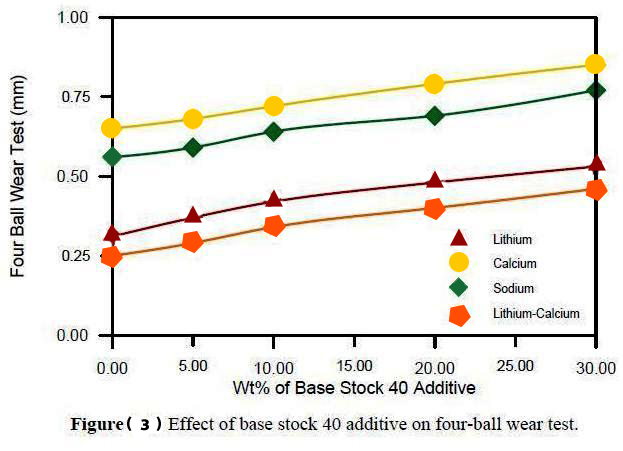 1.00
0.75
0.50
0.25
0.00
Four Ball Wear Test (mm)
Lithium
Calcium
Sodium
Lithium-Calcium
0.00 5.00 10.00 15.00 20.00 25.00 30.00
Wt% of Base Stock 40 Additive
Figure( 3 ) Effect of base stock 40 additive on four-ball wear test.